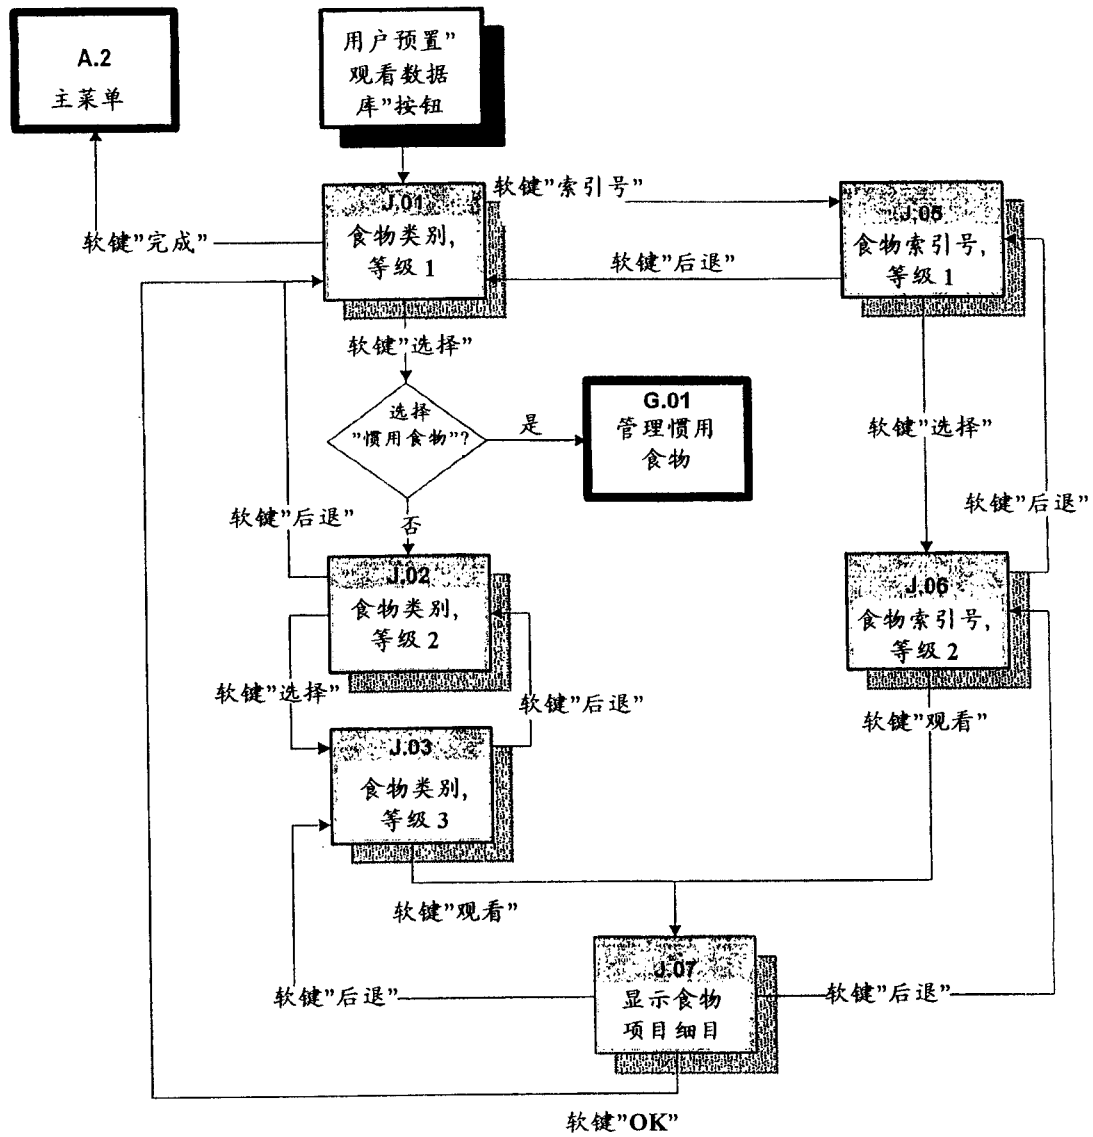 A.2
主菜单
用户预置”
观看数据
库”按钮
J.01
食物类别,
等级 1
软键”索引号”
J.05
食物索引号,
等级 1
软键”完成”
软键”后退”
软键”选择”
选择
”惯用食物”?
是
G.01
管理惯用
食物
软键”选择”
软键”后退”
软键”后退”
否
J.02
食物类别,
等级 2
J.06
食物索引号,
等级 2
软键”选择”
软键”后退”
软键”观看”
J.03
食物类别,
等级 3
软键”观看”
J.07
显示食物
项目细目
软键”后退”
软键”后退”
软键”OK”